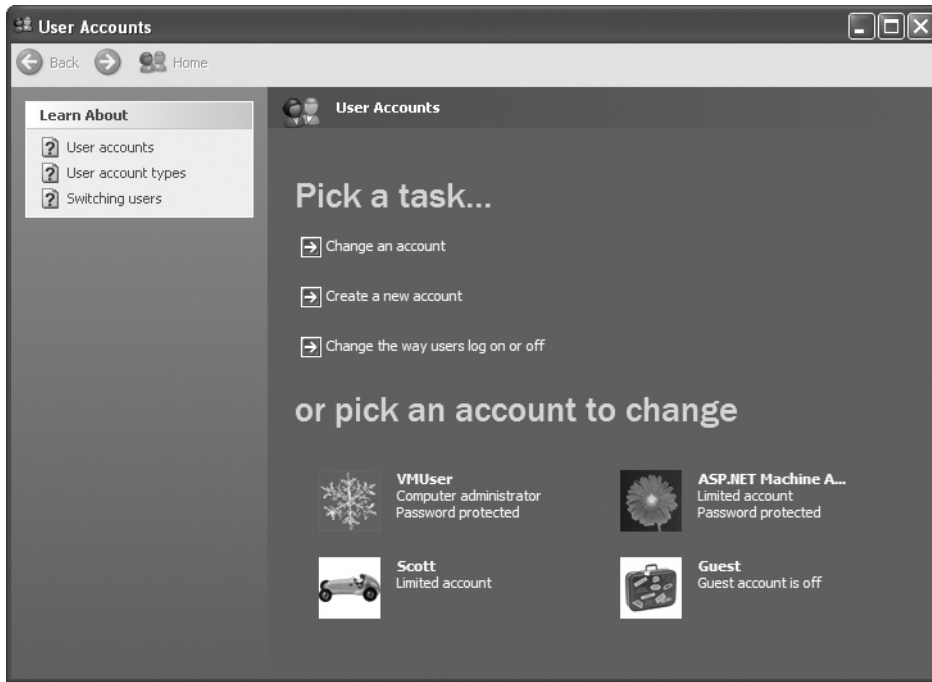 User Accounts
Back Home
Learn About
User accounts
User account types
Switching users
User Accounts
Pick a task...
Change an account
Create a new account
Change the way users log on or off
or pick an account to change
VMUser
Computer administrator
Password protected
ASP.NET Machine A...
Limited account
Password protected
Scott
Limited account
Guest
Guest account is off